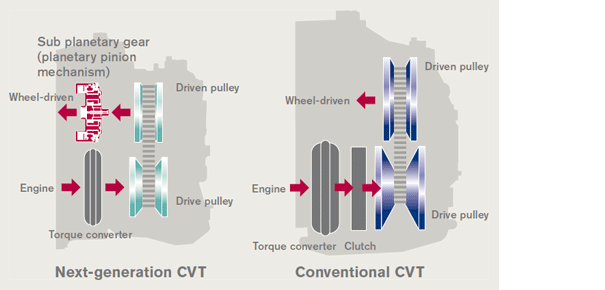 Sub planetary gear
(planetary pinion
mechanism)
Driven pulley
Wheel-driven
Engine
Drive pulley
Torque converter
Next-generation CVT
Driven pulley
Wheel-driven
Engine
Drive pulley
Torque converter
Clutch
Conventional CVT